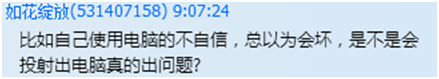 如花绽放(531407158) 9:07:24
比如自己使用电脑的不自信，总以为会坏，是不是会
投射出电脑真的出问题?